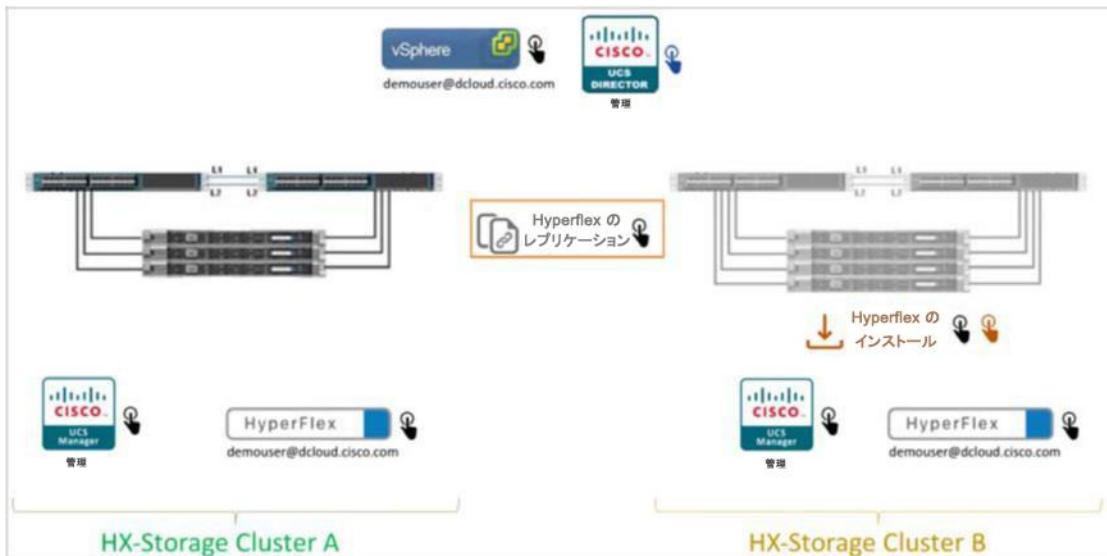 vSphere
demouser@dcloud.cisco.com
CISCO
UCS
DIRECTOR
管理
L1 L1
L2 L2
L1 L1
L2 L2
Hyperflex の
レプリケーション
Hyperflex の
インストール
CISCO
UCS
Manager
管理
HyperFlex
demouser@dcloud.cisco.com
CISCO
UCS
Manager
管理
HyperFlex
demouser@dcloud.cisco.com
HX-Storage Cluster A
HX-Storage Cluster B